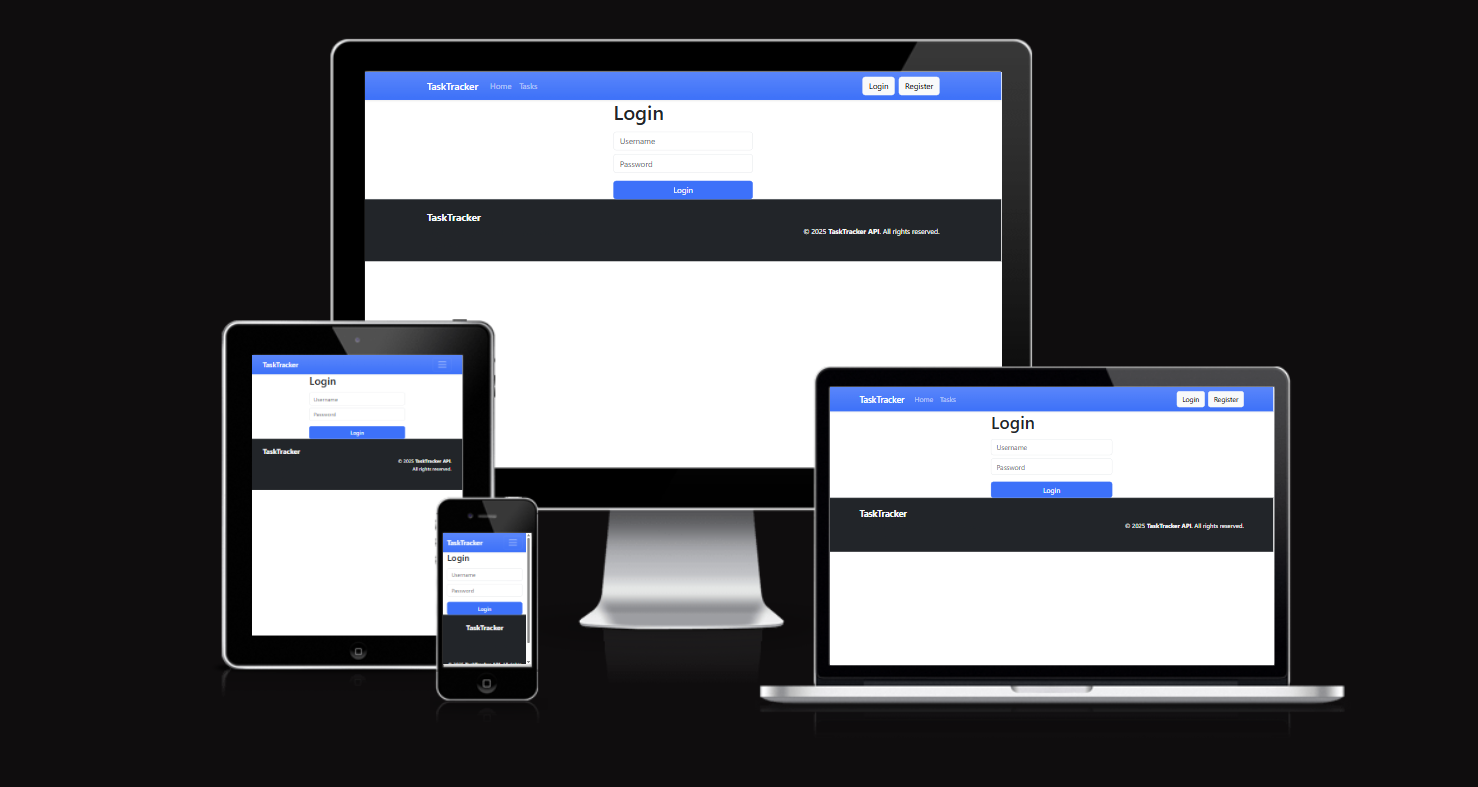 TaskTracker Home Tasks Login Register
Login
Username
Password
Login
TaskTracker
© 2025 TaskTracker API. All rights reserved.
TaskTracker
Login
Username
Password
Login
TaskTracker
© 2025 TaskTracker API.
All rights reserved.
TaskTracker
Login
Username
Password
Login
TaskTracker
TaskTracker Home Tasks Login Register
Login
Username
Password
Login
TaskTracker
© 2025 TaskTracker API. All rights reserved.